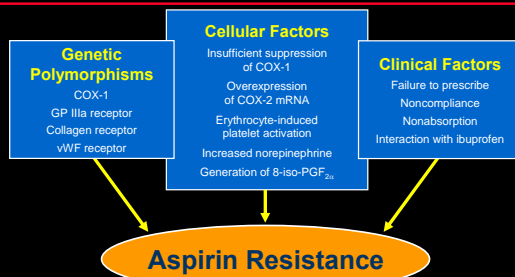 Genetic
Polymorphisms
COX-1
GP IIIa receptor
Collagen receptor
vWF receptor
Cellular Factors
Insufficient suppression
of COX-1
Overexpression
of COX-2 mRNA
Erythrocyte-induced
platelet activation
Increased norepinephrine
Generation of 8-iso-PGF2α
Clinical Factors
Failure to prescribe
Noncompliance
Nonabsorption
Interaction with ibuprofen
Aspirin Resistance